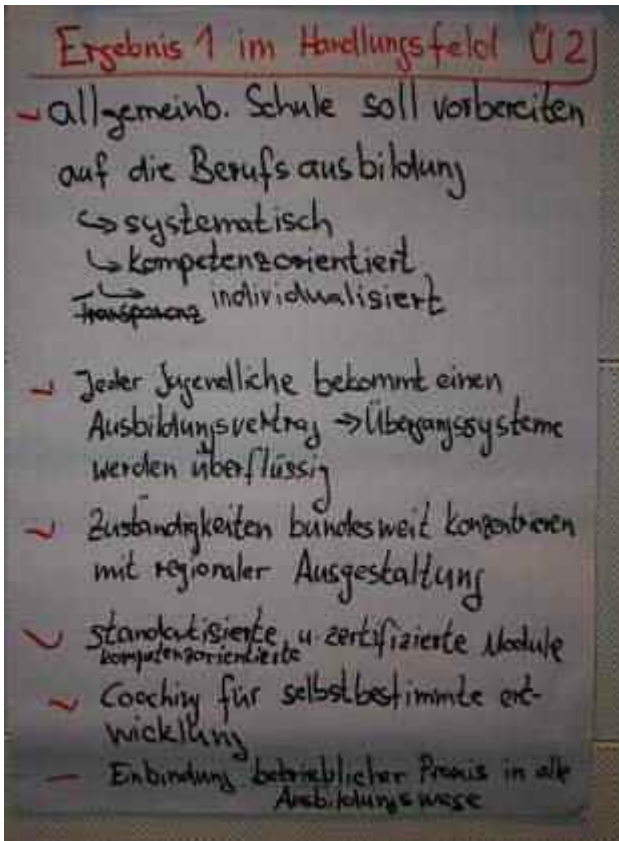 Ergebnis 1 im Handlungsfeld Ü2
- allgemeinb. Schule soll vorbereiten
auf die Berufsausbildung
↳ systematisch
↳ kompetenzorientiert
Transparenz ↳ individualisiert
- Jeder Jugendliche bekommt einen
Ausbildungsvertrag → Übergangssysteme
werden überflüssig
- Zuständigkeiten bundesweit konzentrieren
mit regionaler Ausgestaltung
- standatisierte u zertifizierte Module
kompetenzorientierte
- Coaching für selbstbestimmte ent-
wicklung
- Einbindung betrieblicher Praxis in alle
Ausbildungswege